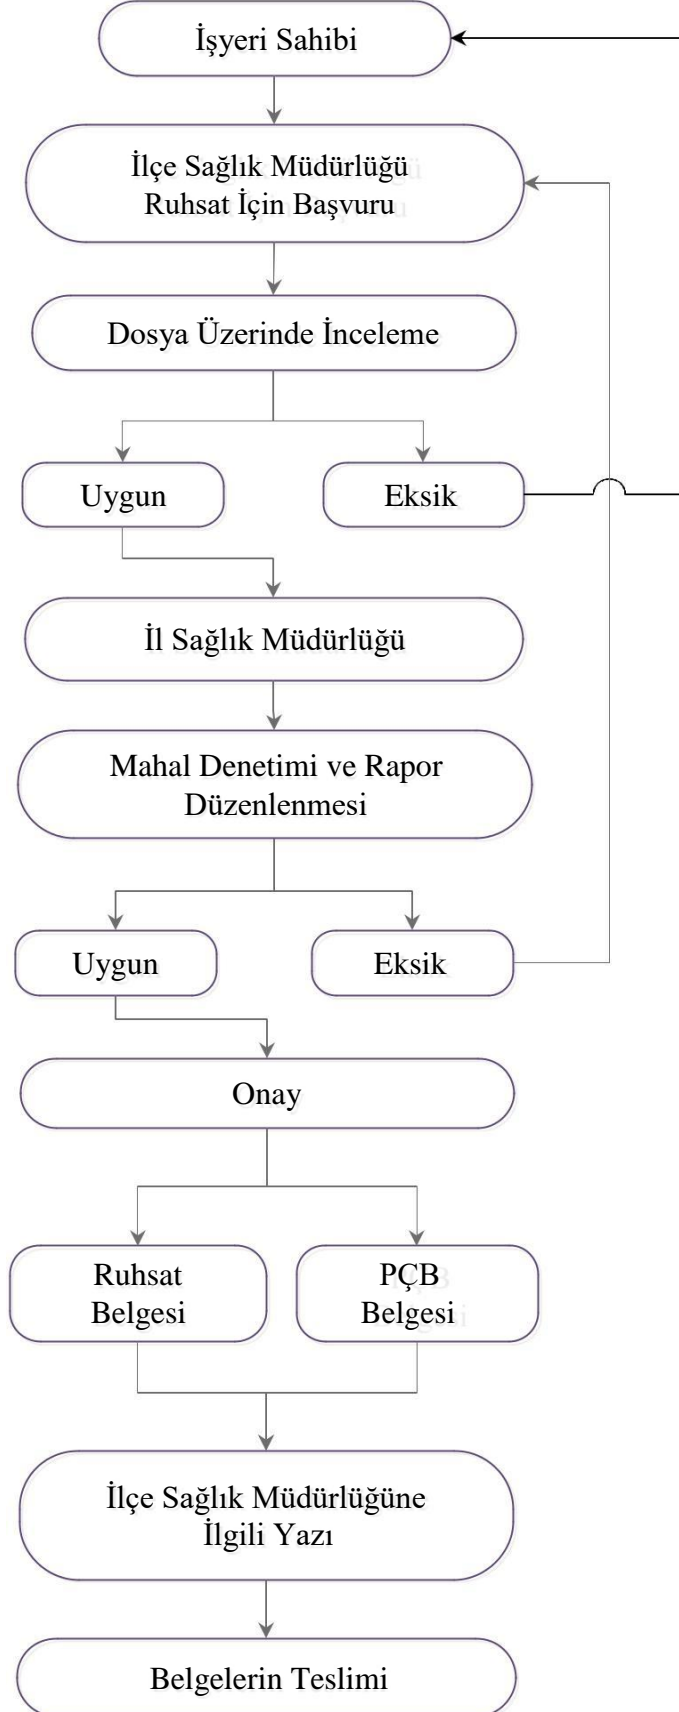 İşyeri Sahibi
İlçe Sağlık Müdürlüğü
Ruhsat İçin Başvuru
Dosya Üzerinde İnceleme
Uygun
Eksik
İl Sağlık Müdürlüğü
Mahal Denetimi ve Rapor
Düzenlenmesi
Uygun
Eksik
Onay
Ruhsat
Belgesi
PÇB
Belgesi
İlçe Sağlık Müdürlüğüne
İlgili Yazı
Belgelerin Teslimi